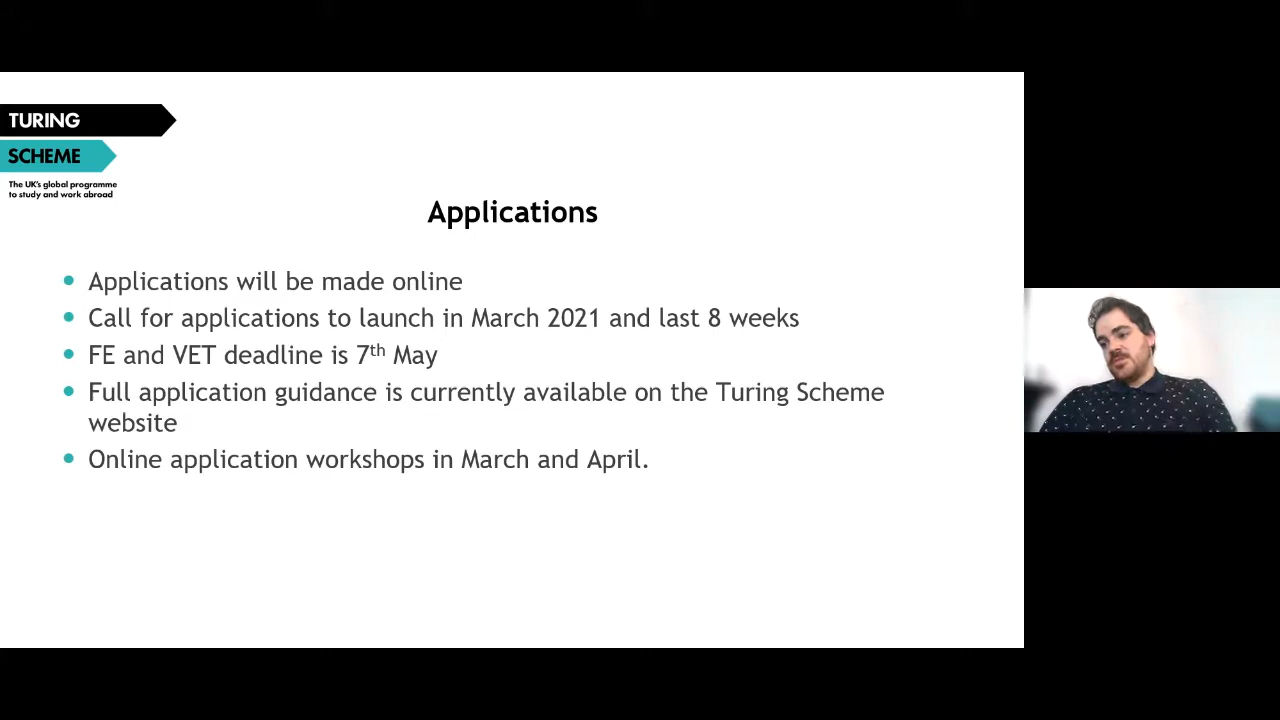 TURING
SCHEME
The UK's global programme
to study and work abroad
Applications
Applications will be made online
Call for applications to launch in March 2021 and last 8 weeks
FE and VET deadline is 7th May
Full application guidance is currently available on the Turing Scheme
website
Online application workshops in March and April.